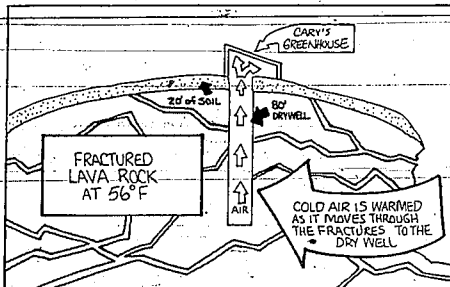 CARY'S
GREENHOUSE
20' of SOIL
80'
DRYWELL
FRACTURED
LAVA ROCK
AT 56°F
AIR
COLD AIR IS WARMED
AS IT MOVES THROUGH
THE FRACTURES TO THE
DRY WELL